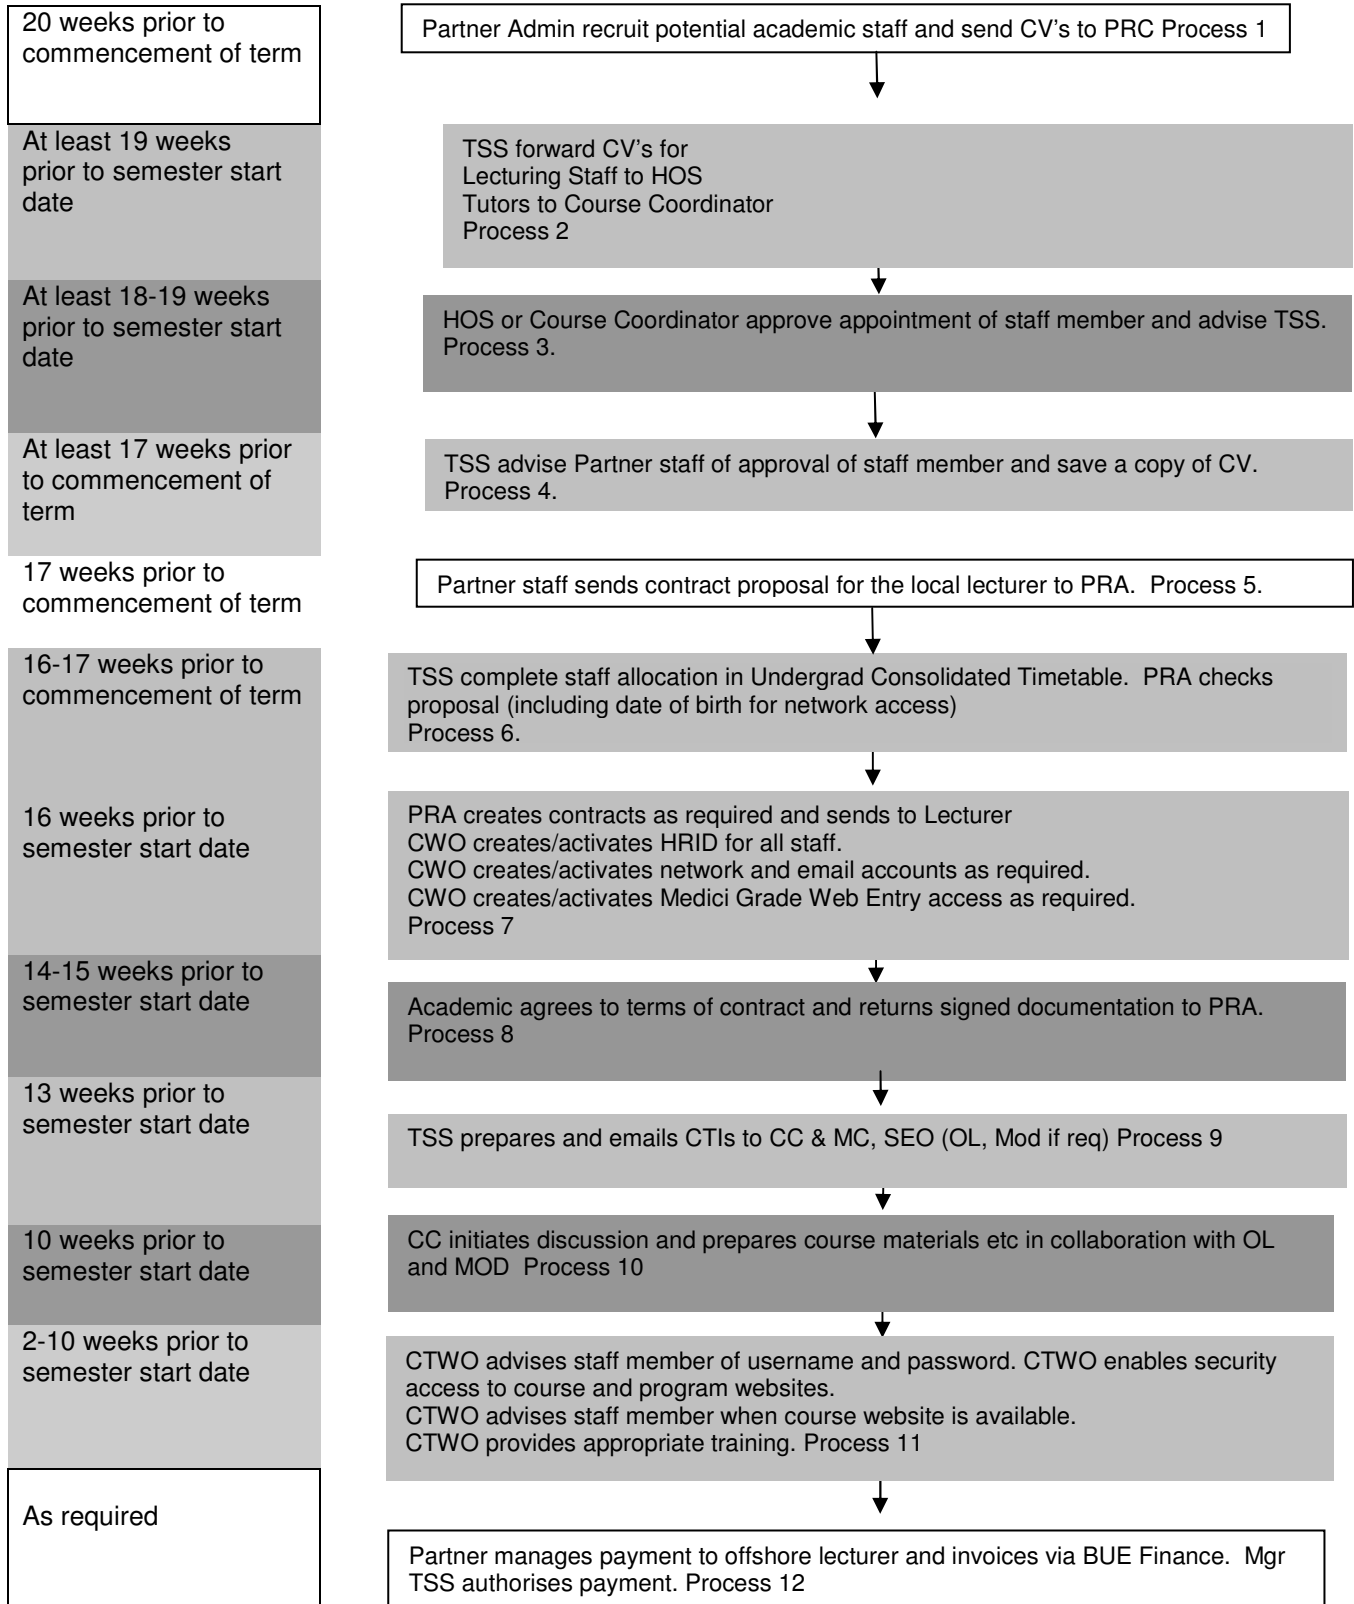 20 weeks prior to
commencement of term
Partner Admin recruit potential academic staff and send CV's to PRC Process 1
At least 19 weeks
prior to semester start
date
TSS forward CV's for
Lecturing Staff to HOS
Tutors to Course Coordinator
Process 2
At least 18-19 weeks
prior to semester start
date
HOS or Course Coordinator approve appointment of staff member and advise TSS.
Process 3.
At least 17 weeks prior
to commencement of
term
TSS advise Partner staff of approval of staff member and save a copy of CV.
Process 4.
17 weeks prior to
commencement of term
Partner staff sends contract proposal for the local lecturer to PRA.  Process 5.
16-17 weeks prior to
commencement of term
TSS complete staff allocation in Undergrad Consolidated Timetable.  PRA checks
proposal (including date of birth for network access)
Process 6.
16 weeks prior to
semester start date
PRA creates contracts as required and sends to Lecturer
CWO creates/activates HRID for all staff.
CWO creates/activates network and email accounts as required.
CWO creates/activates Medici Grade Web Entry access as required.
Process 7
14-15 weeks prior to
semester start date
Academic agrees to terms of contract and returns signed documentation to PRA.
Process 8
13 weeks prior to
semester start date
TSS prepares and emails CTIs to CC & MC, SEO (OL, Mod if req) Process 9
10 weeks prior to
semester start date
CC initiates discussion and prepares course materials etc in collaboration with OL
and MOD  Process 10
2-10 weeks prior to
semester start date
CTWO advises staff member of username and password. CTWO enables security
access to course and program websites.
CTWO advises staff member when course website is available.
CTWO provides appropriate training. Process 11
As required
Partner manages payment to offshore lecturer and invoices via BUE Finance.  Mgr
TSS authorises payment. Process 12